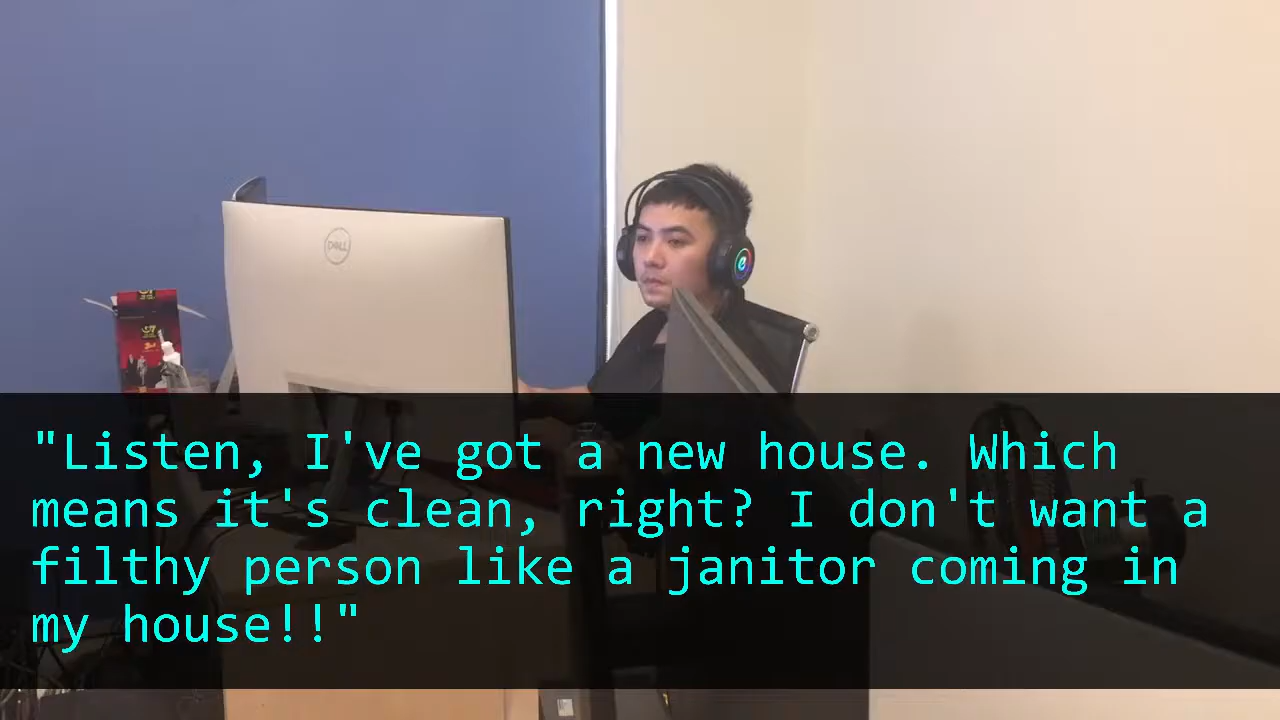 DELL
G7
"Listen, I've got a new house. Which
means it's clean, right? I don't want a
filthy person like a janitor coming in
my house!!"